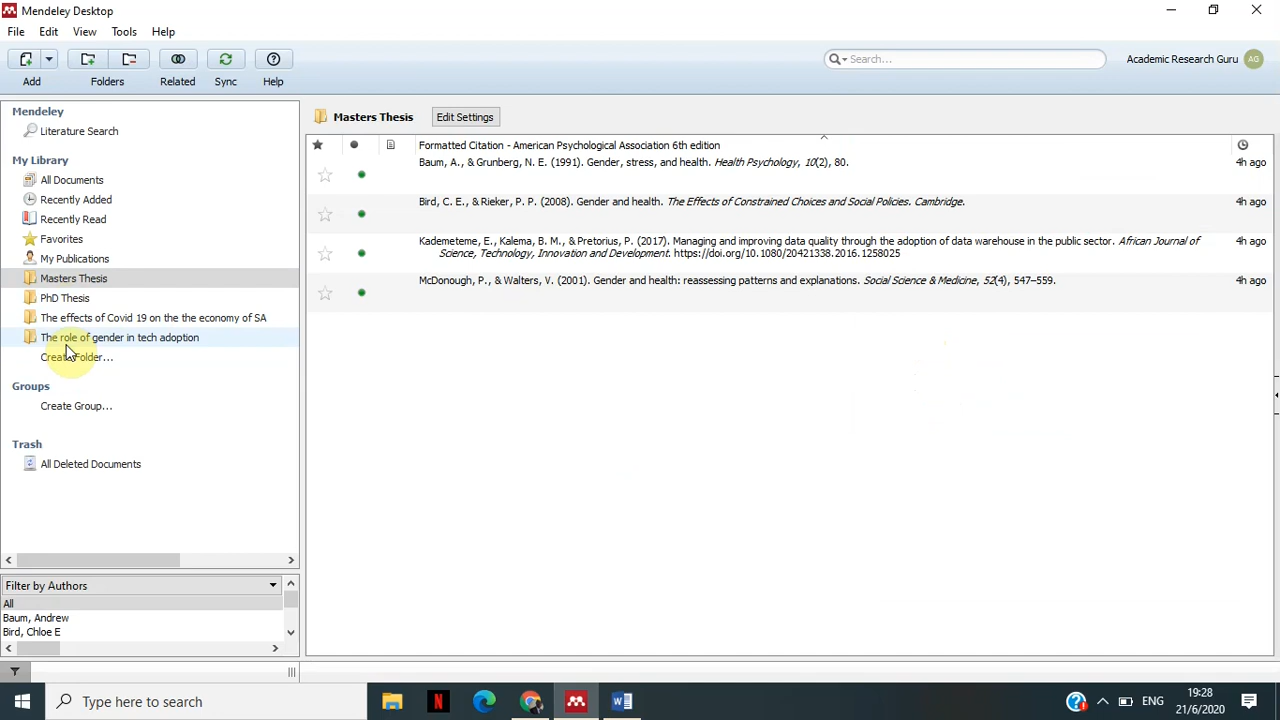 Mendeley Desktop
File Edit View Tools Help
Search...
Academic Research Guru AG
Add Folders Related Sync Help
Mendeley
Literature Search
My Library
All Documents
Recently Added
Recently Read
Favorites
My Publications
Masters Thesis
PhD Thesis
The effects of Covid 19 on the the economy of SA
The role of gender in tech adoption
Create Folder...
Groups
Create Group...
Trash
All Deleted Documents
Filter by Authors
All
Baum, Andrew
Bird, Chloe E
Masters Thesis Edit Settings
Formatted Citation - American Psychological Association 6th edition
Baum, A., & Grunberg, N. E. (1991). Gender, stress, and health. Health Psychology, 10(2), 80. 4h ago
Bird, C. E., & Rieker, P. P. (2008). Gender and health. The Effects of Constrained Choices and Social Policies. Cambridge. 4h ago
Kademeteme, E., Kalema, B. M., & Pretorius, P. (2017). Managing and improving data quality through the adoption of data warehouse in the public sector. African Journal of 4h ago
Science, Technology, Innovation and Development. https://doi.org/10.1080/20421338.2016.1258025
McDonough, P., & Walters, V. (2001). Gender and health: reassessing patterns and explanations. Social Science & Medicine, 52(4), 547–559. 4h ago
Type here to search
ENG
19:28
21/6/2020